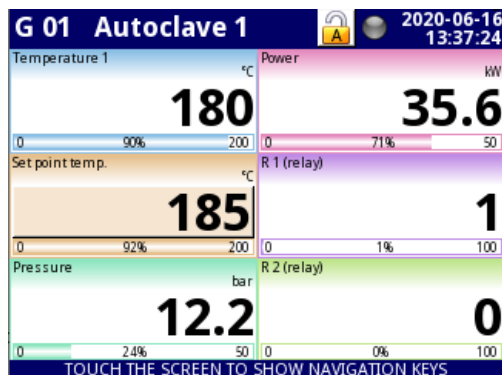 G 01 Autoclave 1
A
2020-06-16
13:37:24
Temperature 1
°C
180
0 90% 200
Power
kW
35.6
0 71% 50
Set point temp.
°C
185
0 92% 200
R 1 (relay)
1
0 1% 100
Pressure
bar
12.2
0 24% 50
R 2 (relay)
0
0 0% 100
TOUCH THE SCREEN TO SHOW NAVIGATION KEYS